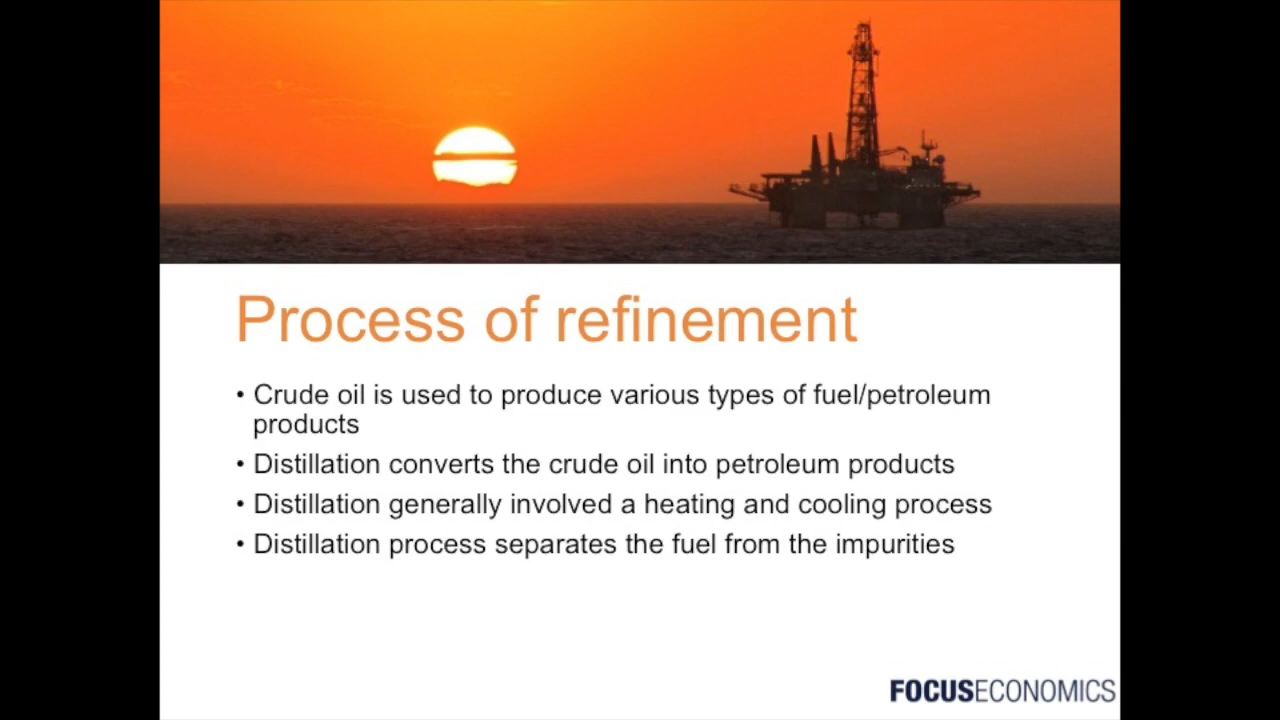 Process of refinement
• Crude oil is used to produce various types of fuel/petroleum
products
• Distillation converts the crude oil into petroleum products
• Distillation generally involved a heating and cooling process
• Distillation process separates the fuel from the impurities
FOCUSECONOMICS